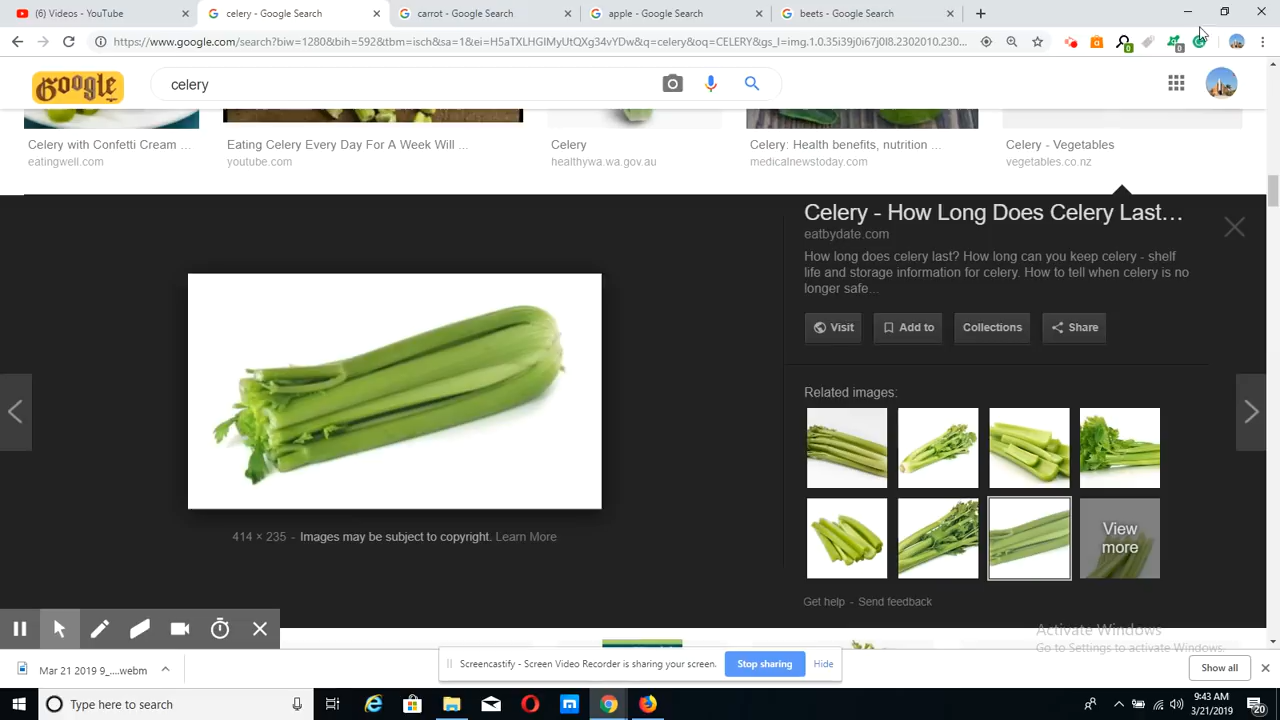 (1) YouTube
celery - Google Search
carrot - Google Search
apple - Google Search
beets - Google Search
https://www.google.com/search?biw=1280&bih=592&tbm=isch&sa=1&ei=H5aTXLHGIMyUtQXg34vYDw&q=celery&oq=CELERY&gs_l=img.1.0.35i39j0i67j0l8.2302010.230...
Google
celery
Celery with Confetti Cream ...
eatingwell.com
Eating Celery Every Day For A Week Will ...
youtube.com
Celery
healthywa.wa.gov.au
Celery: Health benefits, nutrition ...
medicalnewstoday.com
Celery - Vegetables
vegetables.co.nz
Celery - How Long Does Celery Last...
eatbydate.com
How long does celery last? How long can you keep celery - shelf
life and storage information for celery. How to tell when celery is no
longer safe...
Visit
Add to
Collections
Share
Related images:
View
more
414 × 235 - Images may be subject to copyright. Learn More
Get help - Send feedback
Activate Windows
Go to Settings to activate Windows.
Mar 21 2019 9_....webm
Screencastify - Screen Video Recorder is sharing your screen.
Stop sharing
Hide
Show all
Type here to search
9:43 AM
3/21/2019
20